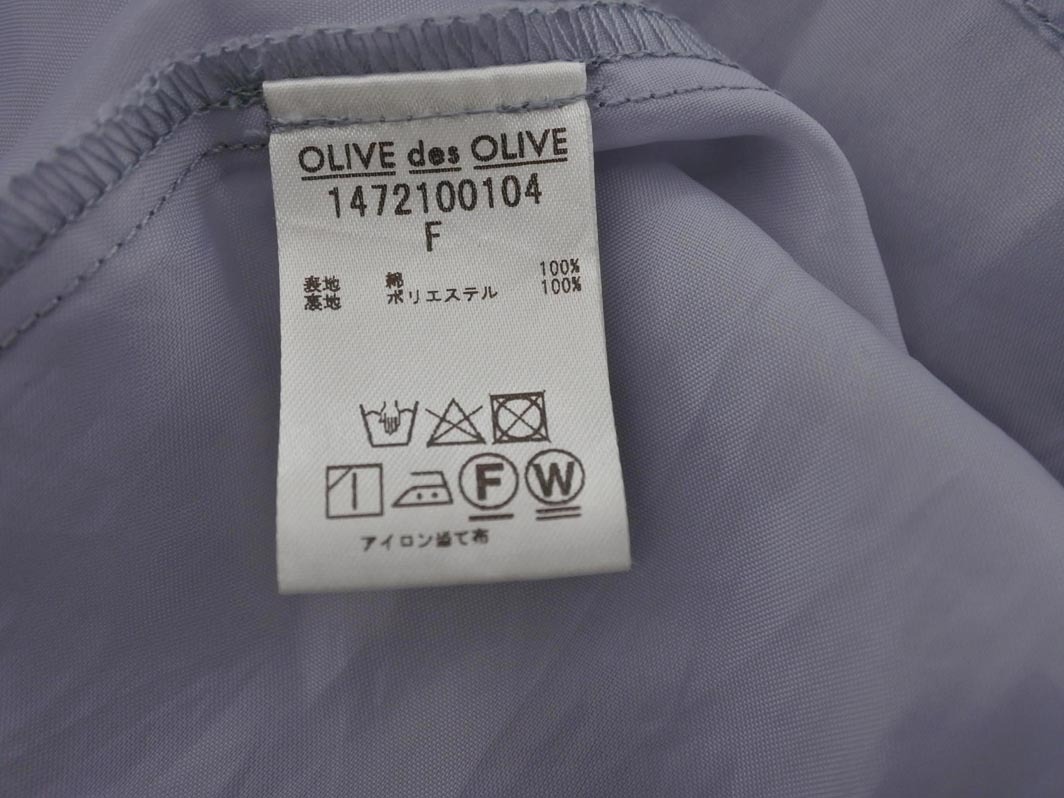 OLIVE des OLIVE
1472100104
F
表地 綿 100%
裏地 ポリエステル 100%
F W
アイロン当て布